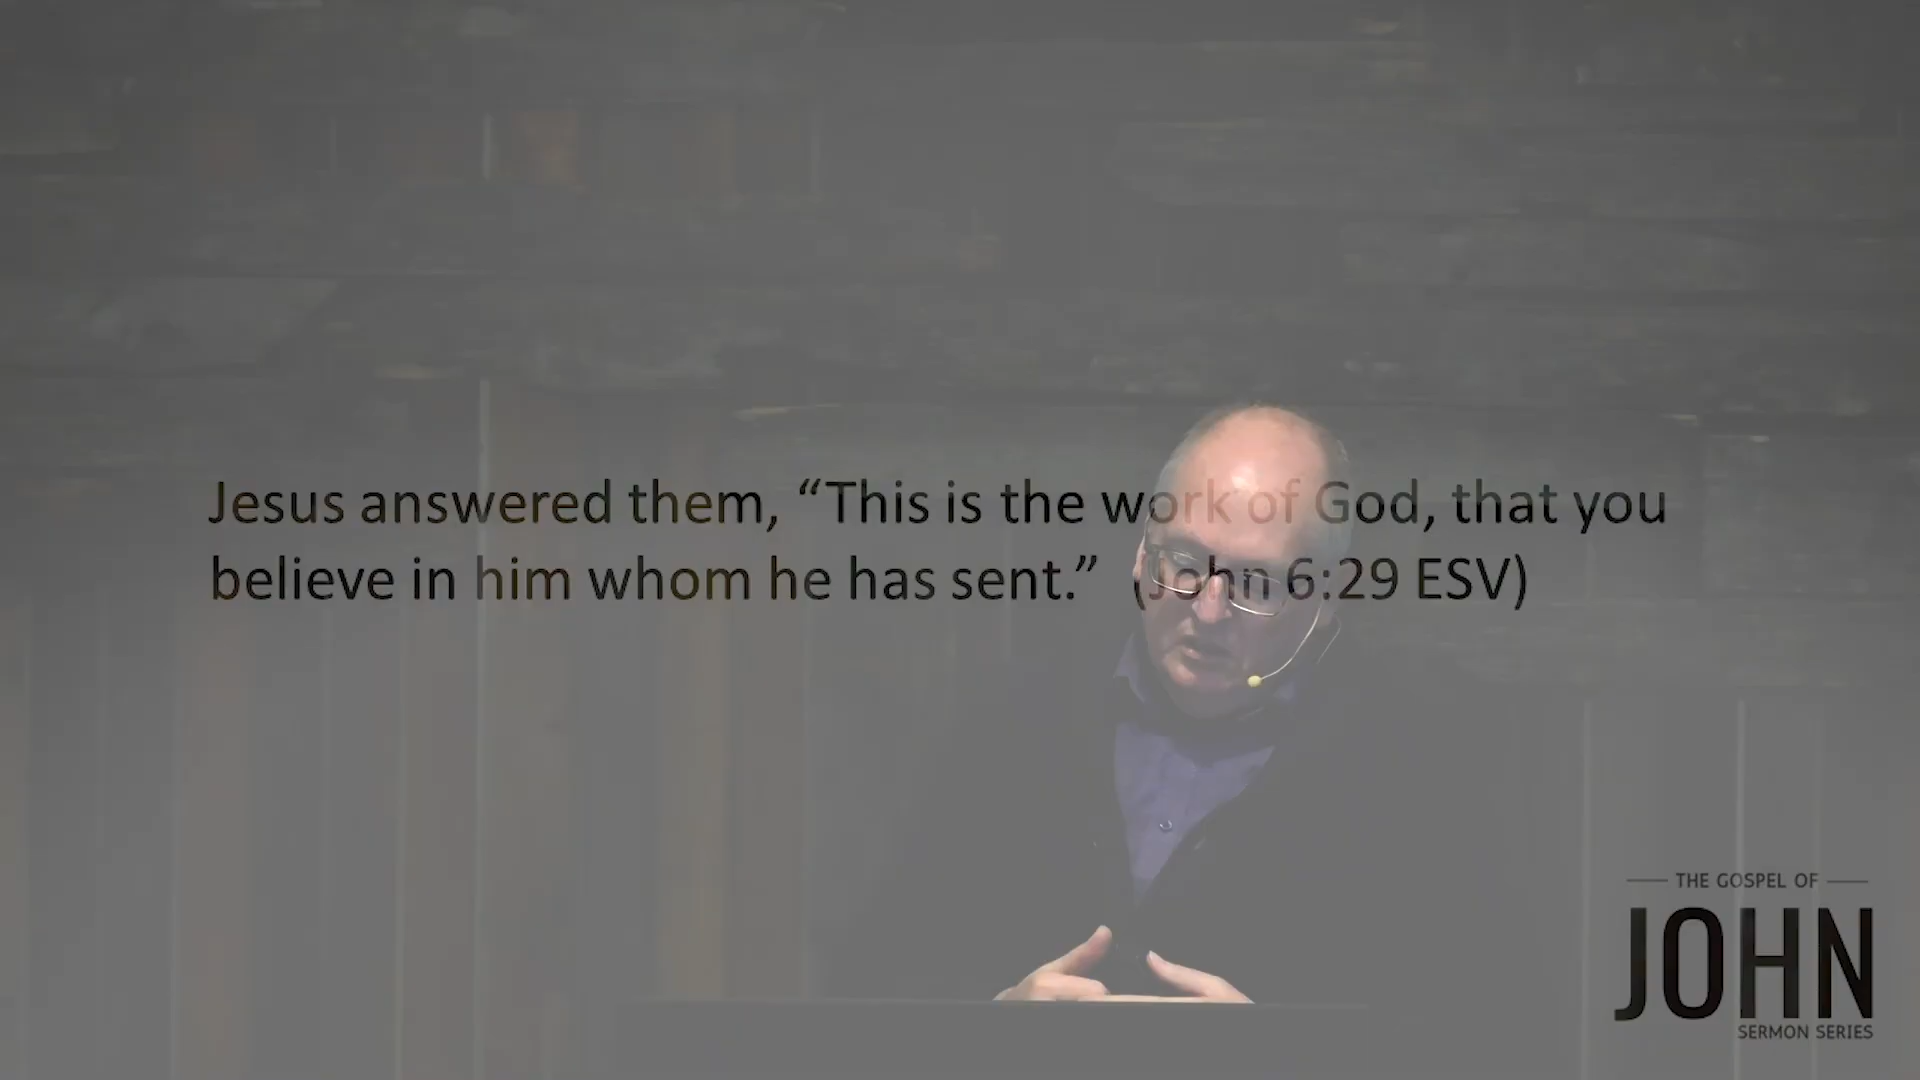 Jesus answered them, “This is the work of God, that you
believe in him whom he has sent.” (John 6:29 ESV)
THE GOSPEL OF
JOHN
SERMON SERIES